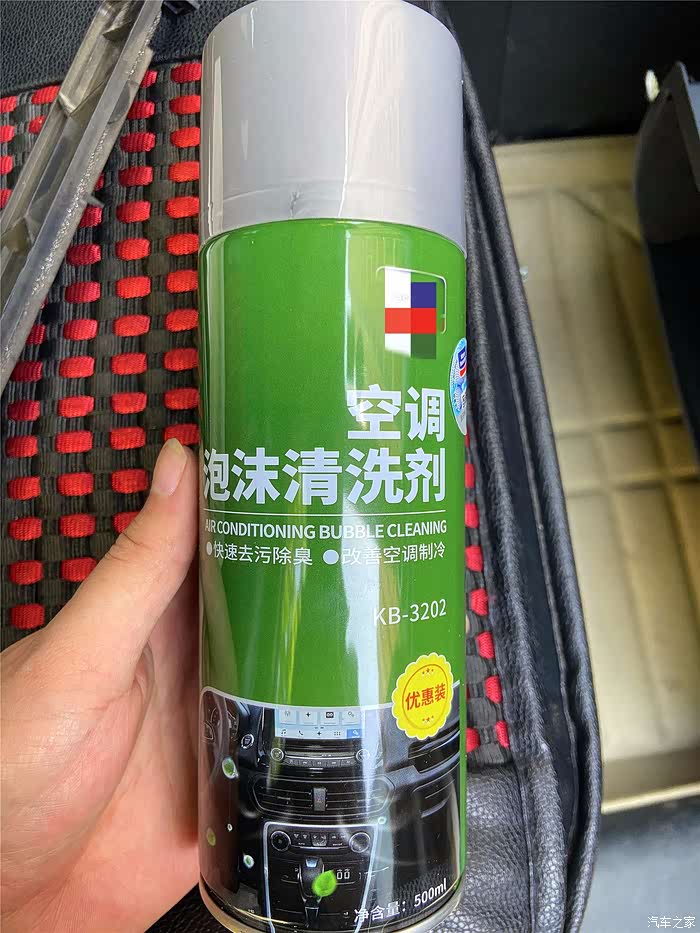 空调
泡沫清洗剂
AIR CONDITIONING BUBBLE CLEANING
●快速去污除臭 ●改善空调制冷
KB-3202
优惠装
净含量：500ml
汽车之家